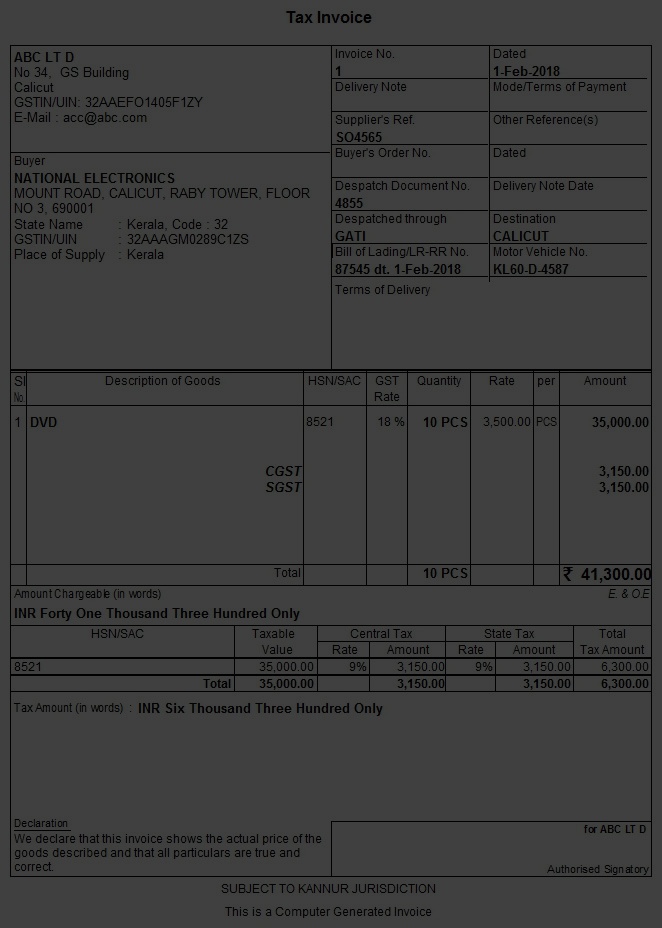 Tax Invoice
ABC LT D
No 34, GS Building
Calicut
GSTIN/UIN: 32AAEFO1405F1ZY
E-Mail : acc@abc.com
Invoice No.
1
Dated
1-Feb-2018
Delivery Note
Mode/Terms of Payment
Supplier's Ref.
SO4565
Other Reference(s)
Buyer
NATIONAL ELECTRONICS
MOUNT ROAD, CALICUT, RABY TOWER, FLOOR
NO 3, 690001
State Name : Kerala, Code : 32
GSTIN/UIN : 32AAAGM0289C1ZS
Place of Supply : Kerala
Buyer's Order No.
Dated
Despatch Document No.
4855
Delivery Note Date
Despatched through
GATI
Destination
CALICUT
Bill of Lading/LR-RR No.
87545 dt. 1-Feb-2018
Motor Vehicle No.
KL60-D-4587
Terms of Delivery
Sl Description of Goods HSN/SAC GST Quantity Rate per Amount
No Rate
1 DVD 8521 18 % 10 PCS 3,500.00 PCS 35,000.00
CGST 3,150.00
SGST 3,150.00
Total 10 PCS ₹ 41,300.00
Amount Chargeable (in words) E. & O.E
INR Forty One Thousand Three Hundred Only
HSN/SAC Taxable Central Tax State Tax Total
Value Rate Amount Rate Amount Tax Amount
8521 35,000.00 9% 3,150.00 9% 3,150.00 6,300.00
Total 35,000.00 3,150.00 3,150.00 6,300.00
Tax Amount (in words) : INR Six Thousand Three Hundred Only
Declaration
We declare that this invoice shows the actual price of the
goods described and that all particulars are true and
correct.
for ABC LT D
Authorised Signatory
SUBJECT TO KANNUR JURISDICTION
This is a Computer Generated Invoice